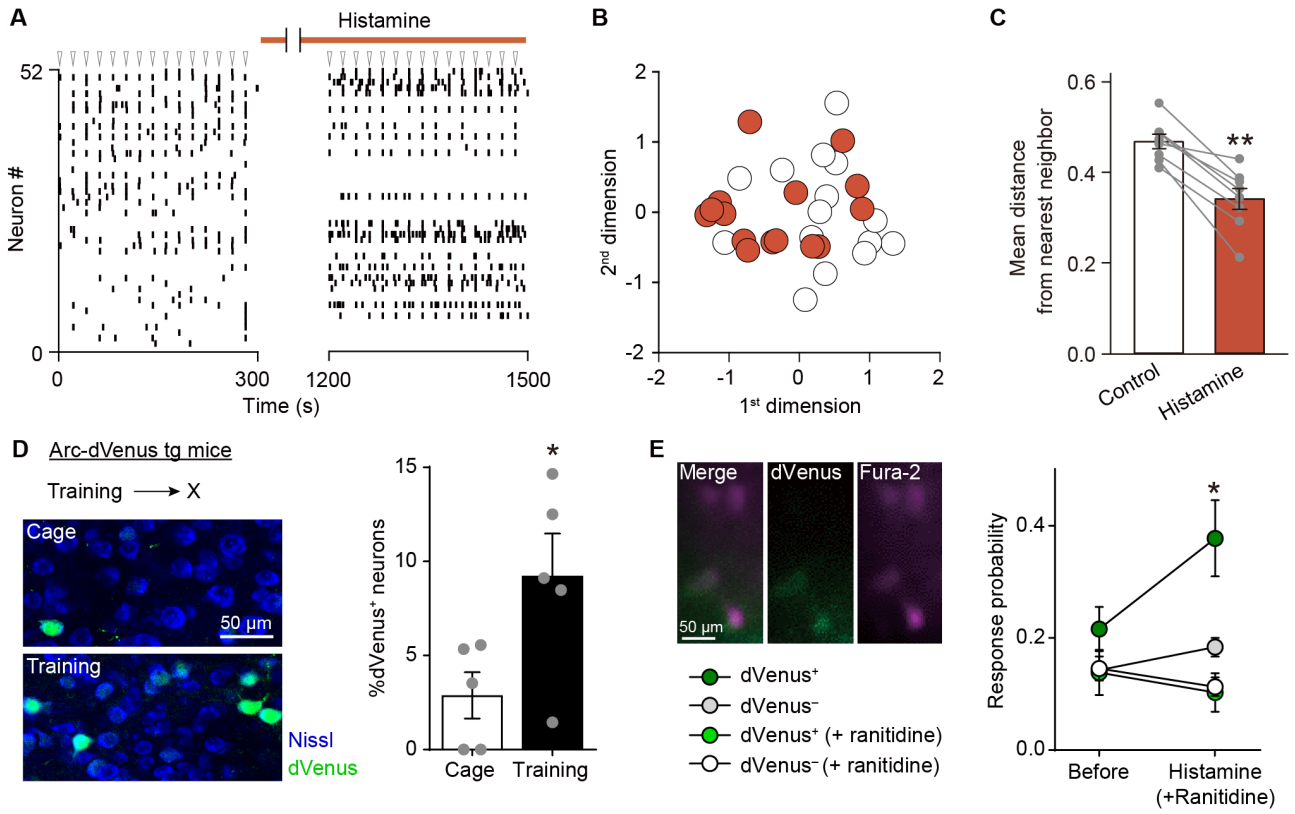 A
Histamine
52
Neuron #
0
0
300
1200
1500
Time (s)
B
2
1
0
-1
-2
2nd dimension
-2
-1
0
1
2
1st dimension
C
0.6
0.4
0.2
0.0
Mean distance
from nearest neighbor
**
Control
Histamine
D
Arc-dVenus tg mice
Training → X
Cage
50 µm
Training
Nissl
dVenus
*
15
10
5
0
%dVenus+ neurons
Cage
Training
E
Merge
dVenus
Fura-2
50 µm
dVenus+
dVenus–
dVenus+ (+ ranitidine)
dVenus– (+ ranitidine)
*
0.4
0.2
0.0
Response probability
Before
Histamine
(+Ranitidine)